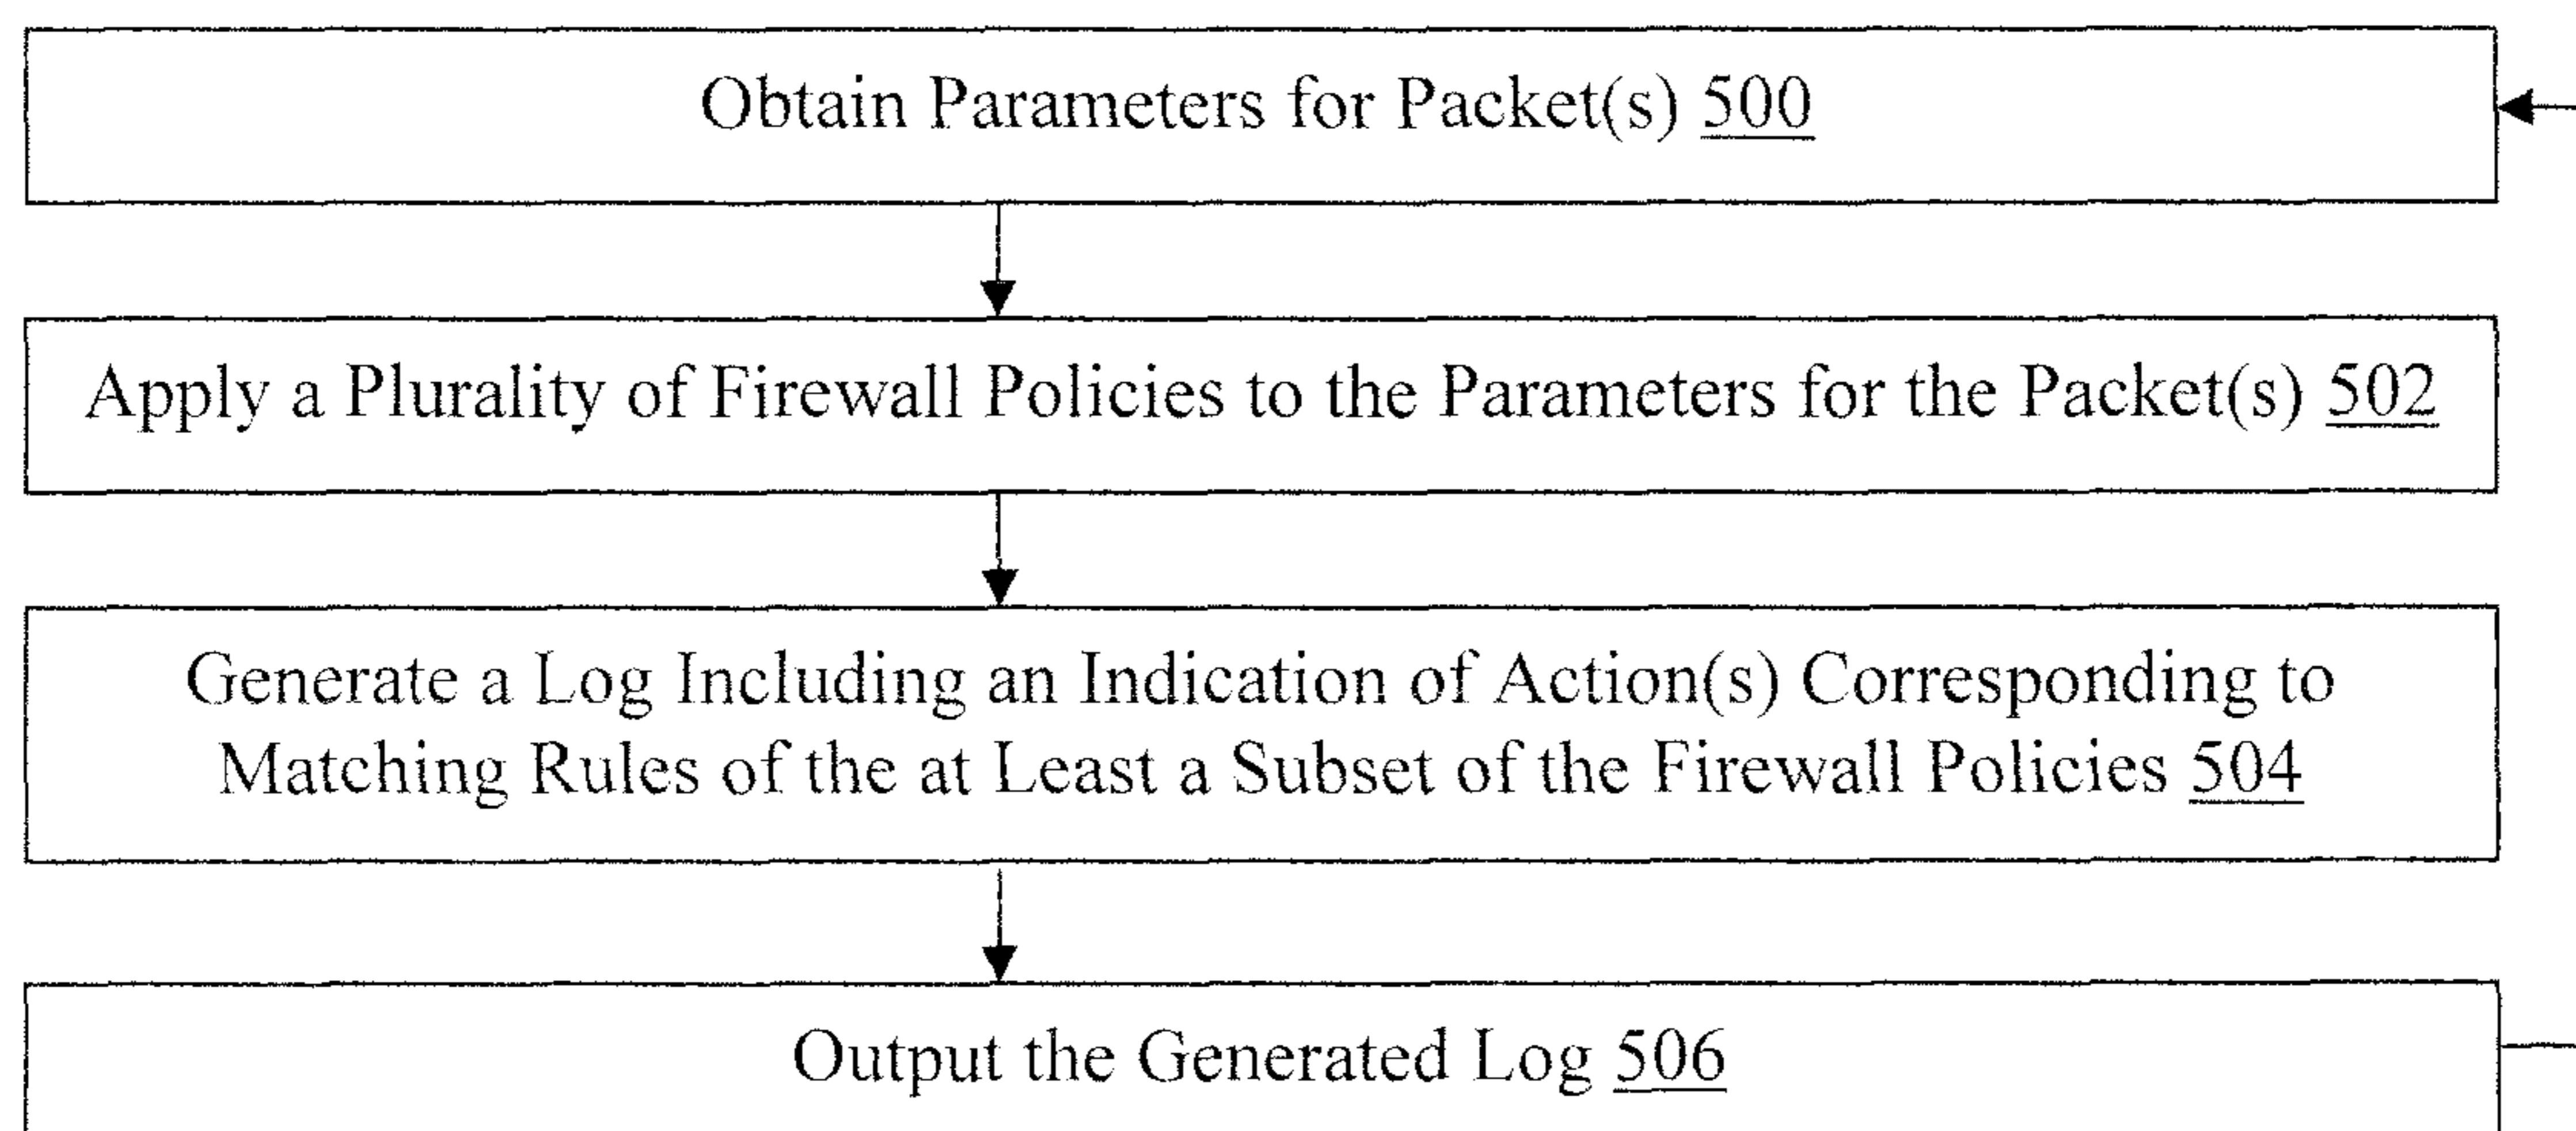 Obtain Parameters for Packet(s) 500
Apply a Plurality of Firewall Policies to the Parameters for the Packet(s) 502
Generate a Log Including an Indication of Action(s) Corresponding to
Matching Rules of the at Least a Subset of the Firewall Policies 504
Output the Generated Log 506